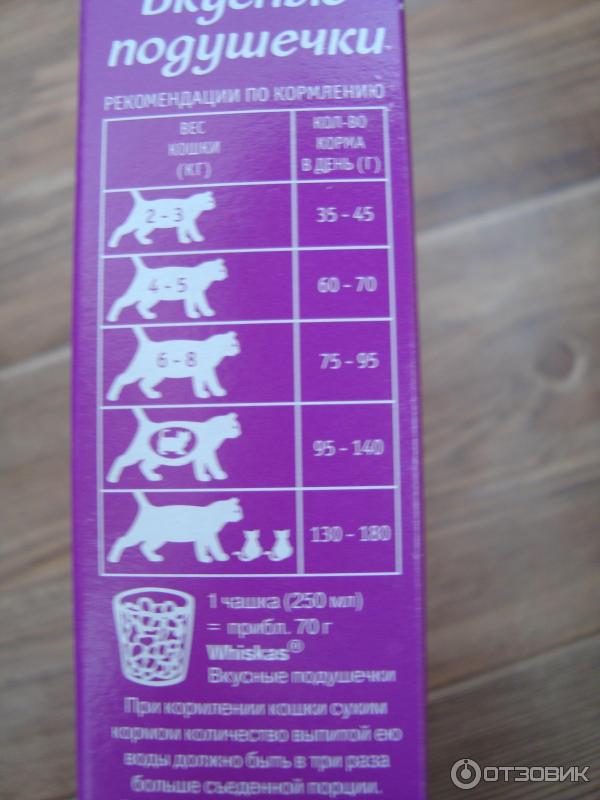 Вкусные
подушечки
РЕКОМЕНДАЦИИ ПО КОРМЛЕНИЮ
ВЕС КОШКИ (КГ)
КОЛ-ВО КОРМА В ДЕНЬ (Г)
2 - 3 35 - 45
4 - 5 60 - 70
6 - 8 75 - 95
95 - 140
130 - 180
1 чашка (250 мл)
= прибл. 70 г
Whiskas®
Вкусные подушечки
При кормлении кошки сухим
кормом количество выпитой ею
воды должно быть в три раза
больше съеденной порции.
ОТЗОВИК